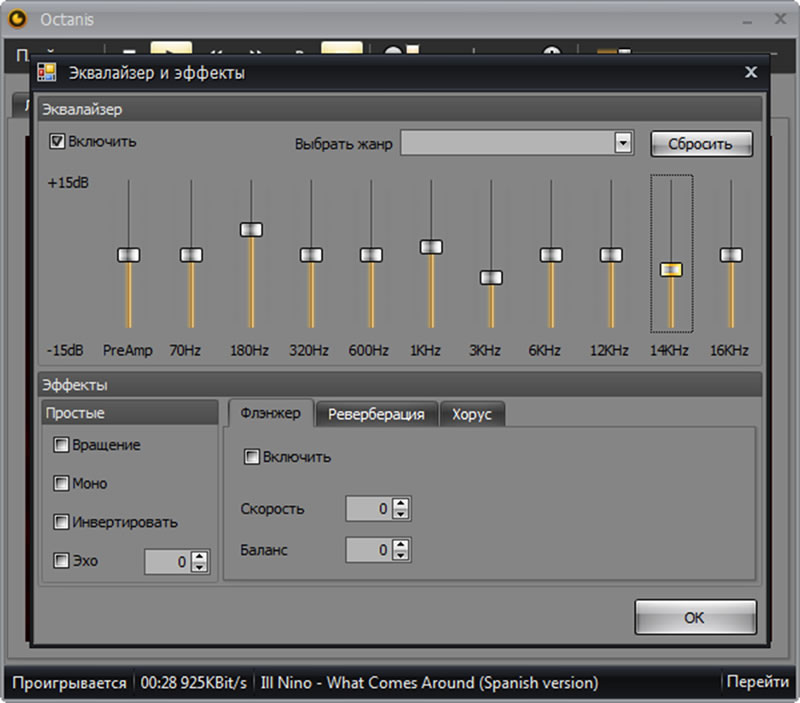 Octanis
Эквалайзер и эффекты
Эквалайзер
Включить
Выбрать жанр
Сбросить
+15dB
-15dB PreAmp 70Hz 180Hz 320Hz 600Hz 1KHz 3KHz 6KHz 12KHz 14KHz 16KHz
Эффекты
Простые
Вращение
Моно
Инвертировать
Эхо 0
Флэнжер Реверберация Хорус
Включить
Скорость 0
Баланс 0
OK
Проигрывается 00:28 925KBit/s Ill Nino - What Comes Around (Spanish version) Перейти